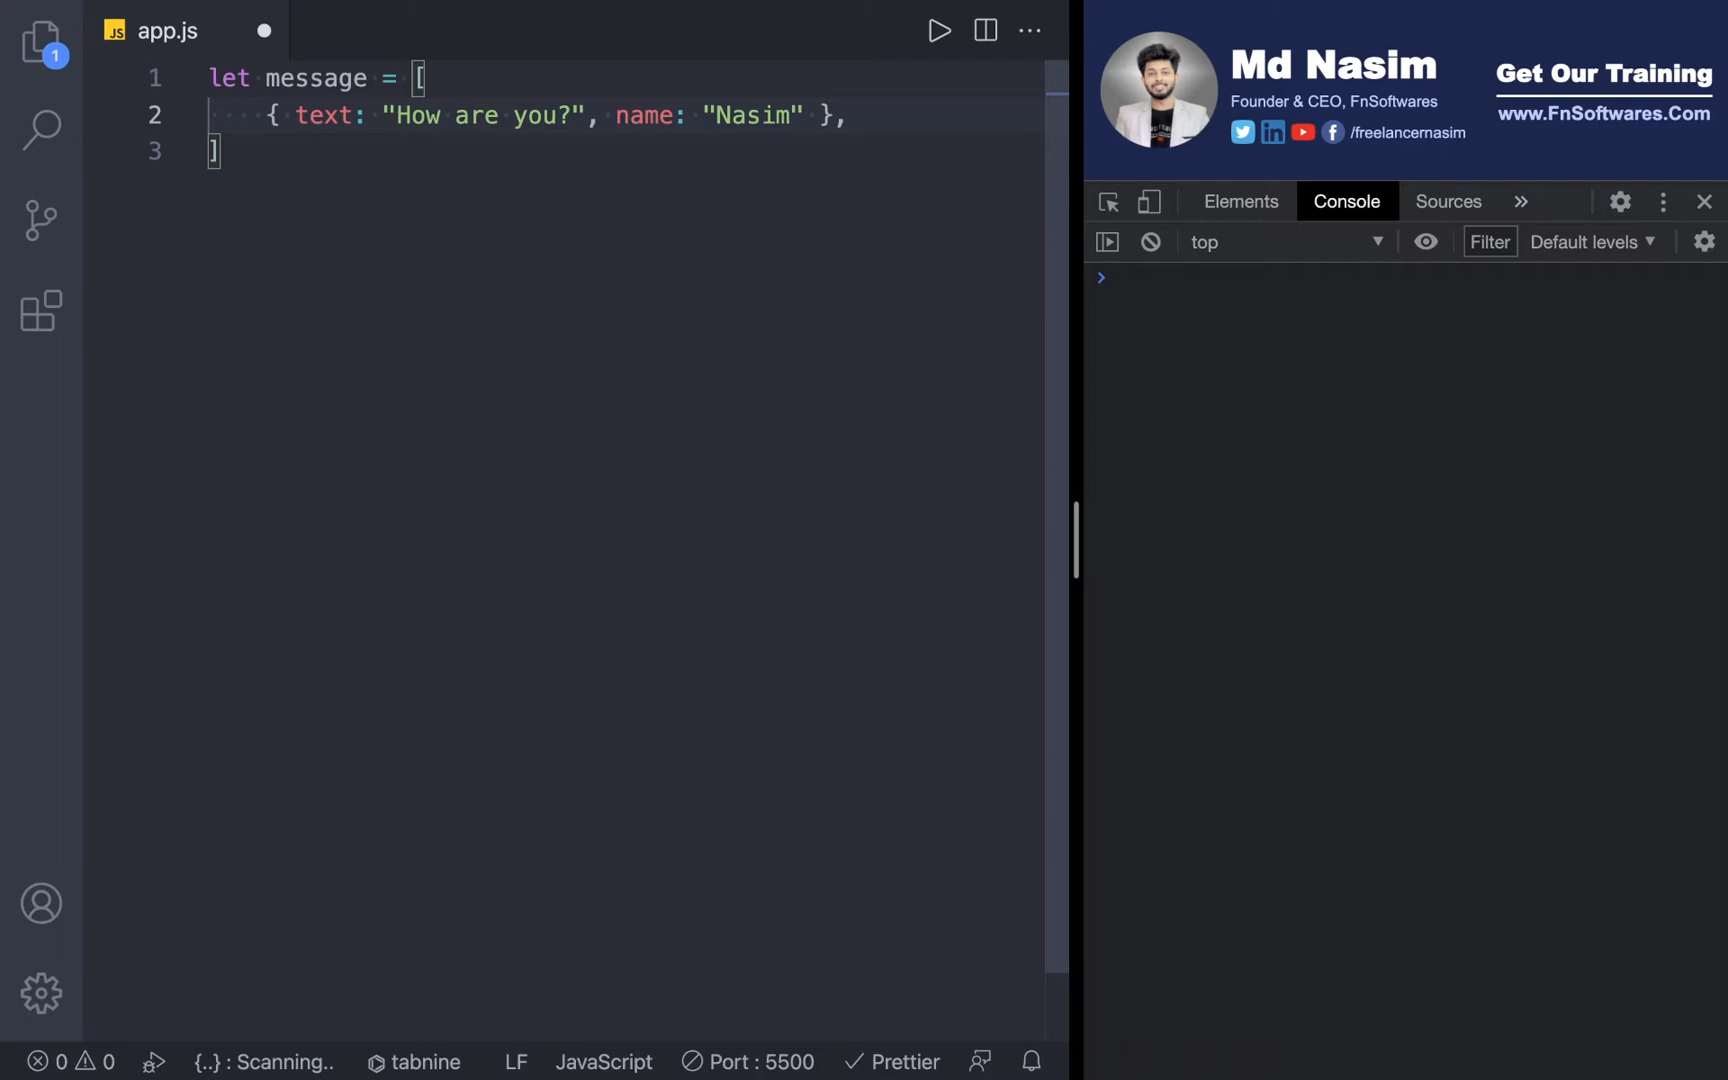 JS app.js
1
1 let message = [
2 { text: "How are you?", name: "Nasim" },
3 ]
Md Nasim
Founder & CEO, FnSoftwares
/freelancernasim
Get Our Training
www.FnSoftwares.Com
Elements Console Sources »
top Filter Default levels
0 0 {..} : Scanning.. tabnine LF JavaScript Port : 5500 Prettier